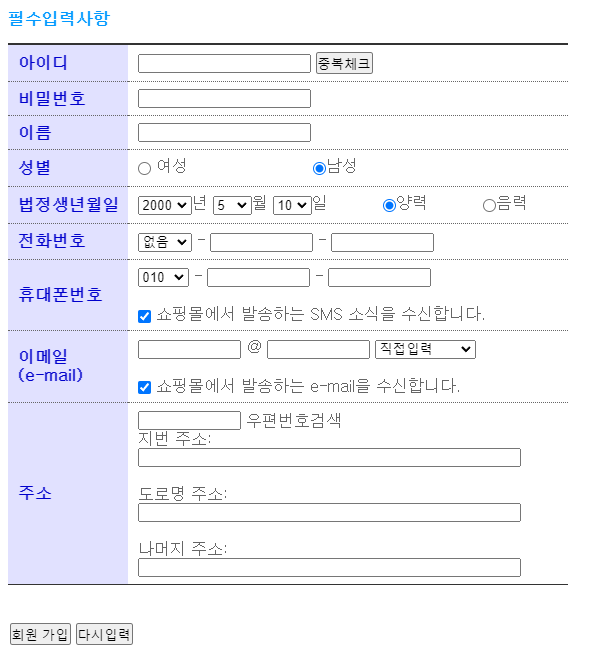 필수입력사항
아이디 중복체크
비밀번호
이름
성별 여성 남성
법정생년월일 2000 년 5 월 10 일 양력 음력
전화번호 없음 - -
휴대폰번호 010 - -
쇼핑몰에서 발송하는 SMS 소식을 수신합니다.
이메일
(e-mail) @ 직접입력
쇼핑몰에서 발송하는 e-mail을 수신합니다.
주소 우편번호검색
지번 주소:
도로명 주소:
나머지 주소:
회원 가입 다시입력